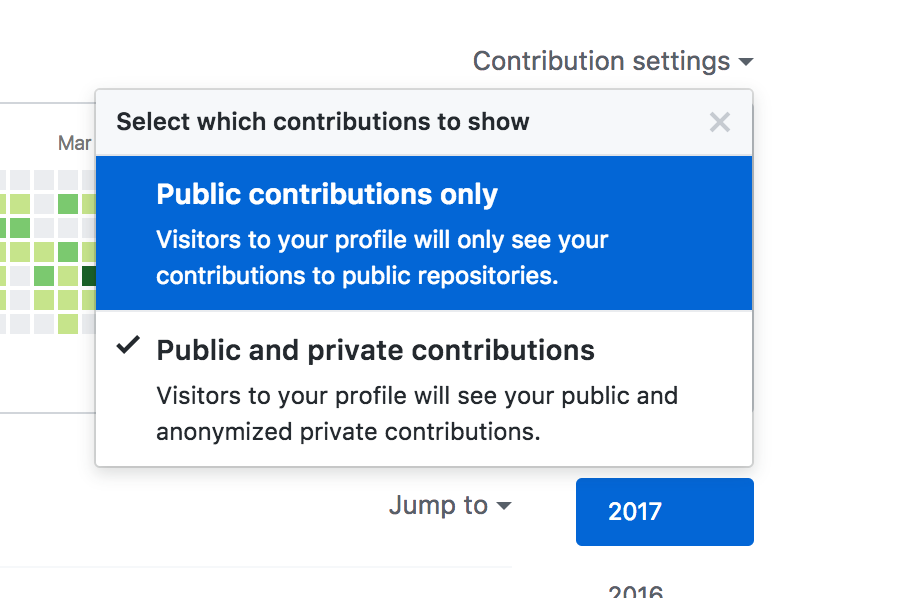 Contribution settings
Select which contributions to show
Mar
Public contributions only
Visitors to your profile will only see your
contributions to public repositories.
Public and private contributions
Visitors to your profile will see your public and
anonymized private contributions.
Jump to
2017
2016